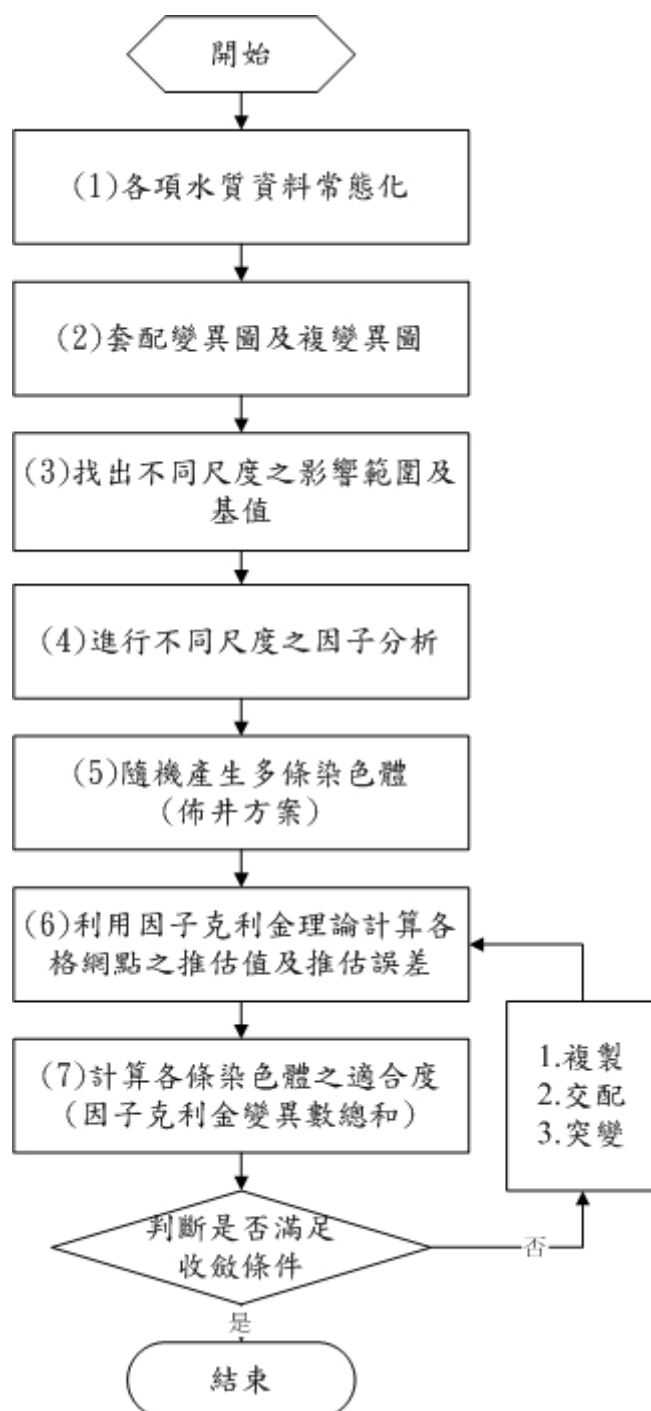 開始
(1)各項水質資料常態化
(2)套配變異圖及複變異圖
(3)找出不同尺度之影響範圍及
基值
(4)進行不同尺度之因子分析
(5)隨機產生多條染色體
(佈井方案)
(6)利用因子克利金理論計算各
格網點之推估值及推估誤差
(7)計算各條染色體之適合度
(因子克利金變異數總和)
1.複製
2.交配
3.突變
判斷是否滿足
收斂條件
否
是
結束